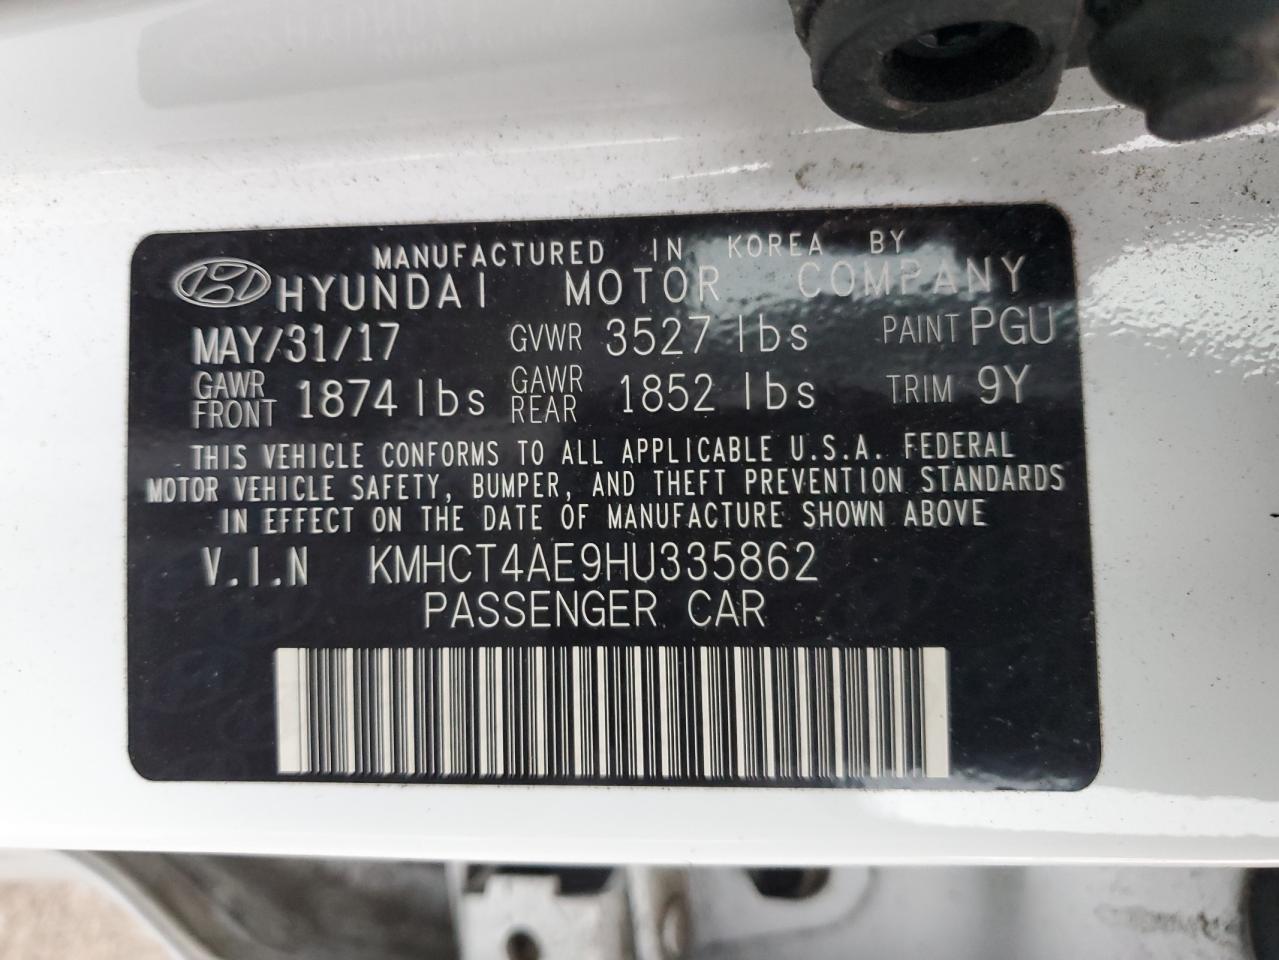 MANUFACTURED IN KOREA BY
HYUNDAI MOTOR COMPANY
MAY/31/17 GVWR 3527 lbs PAINT PGU
GAWR FRONT 1874 lbs GAWR REAR 1852 lbs TRIM 9Y
THIS VEHICLE CONFORMS TO ALL APPLICABLE U.S.A. FEDERAL
MOTOR VEHICLE SAFETY, BUMPER, AND THEFT PREVENTION STANDARDS
IN EFFECT ON THE DATE OF MANUFACTURE SHOWN ABOVE
V.I.N KMHCT4AE9HU335862
PASSENGER CAR